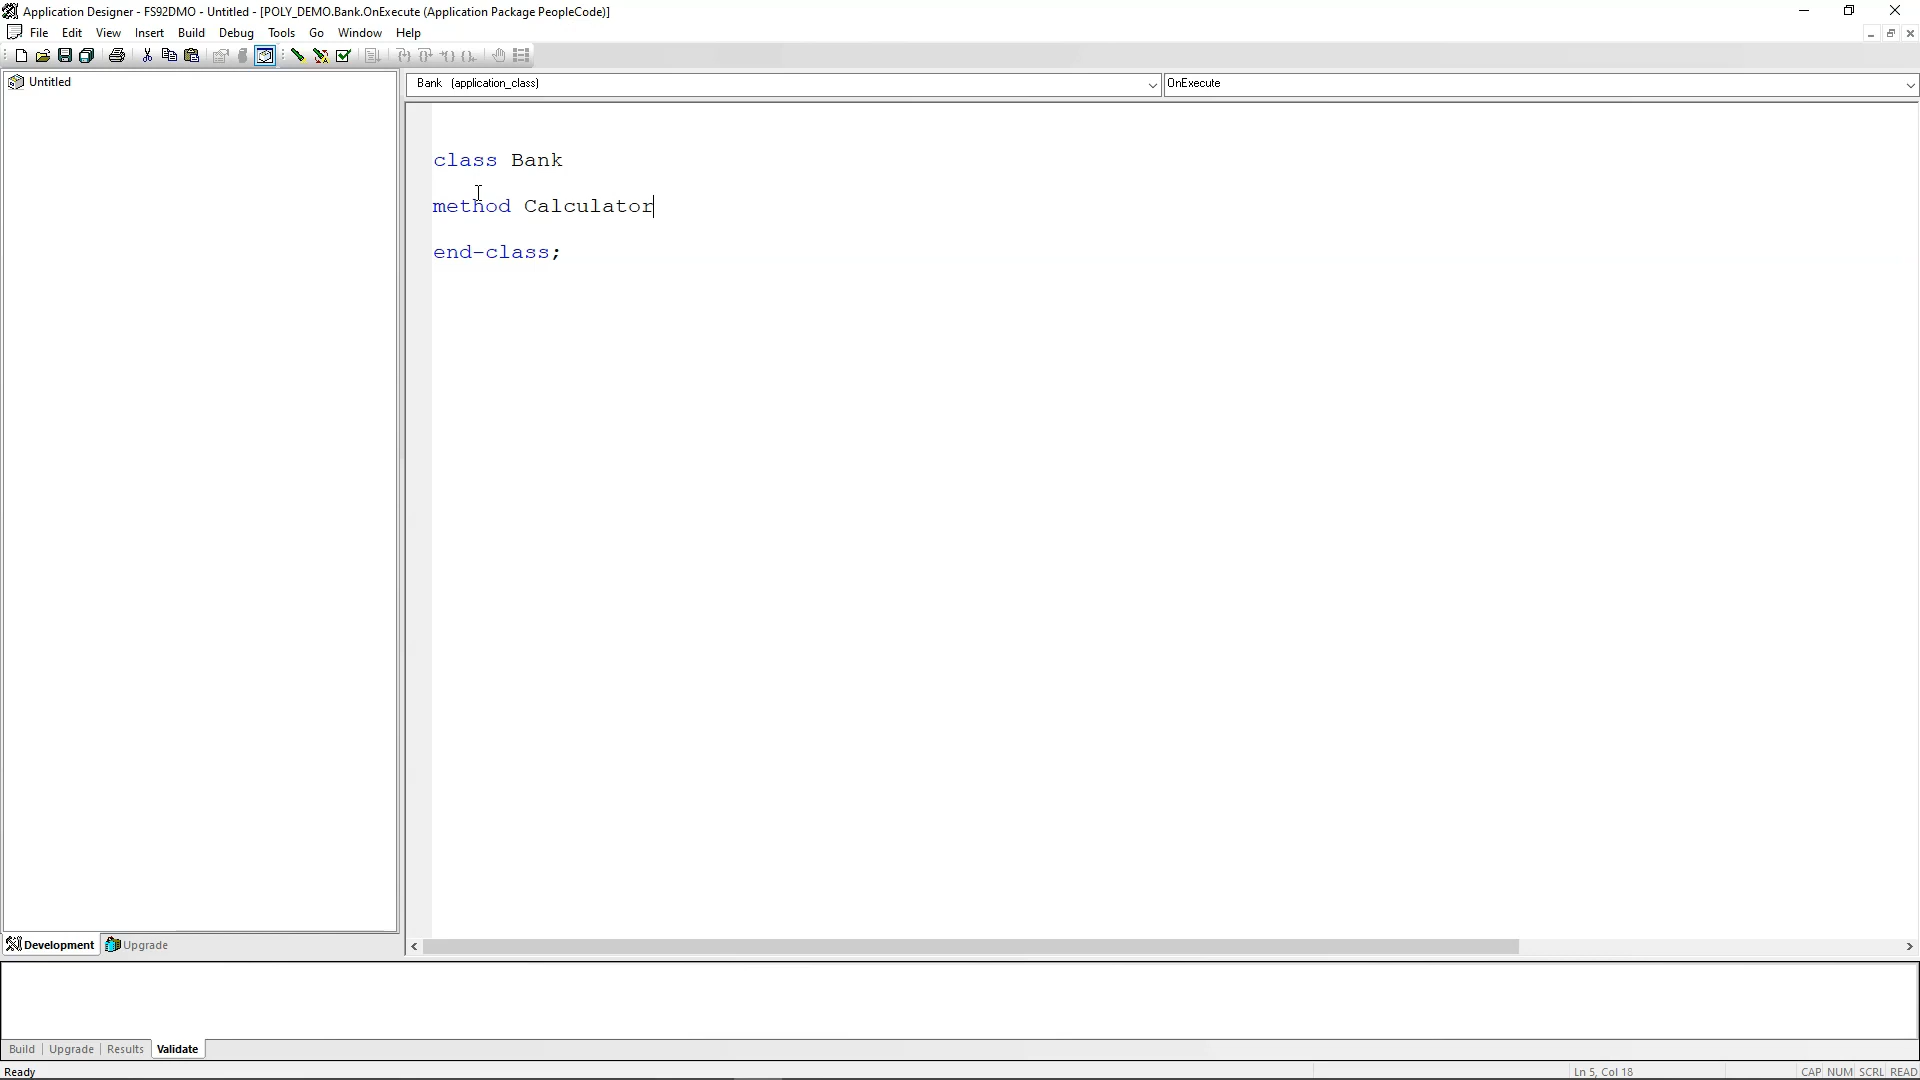 Application Designer - FS92DMO - Untitled - [POLY_DEMO.Bank.OnExecute (Application Package PeopleCode)]
File Edit View Insert Build Debug Tools Go Window Help
Untitled
Bank (application_class)
OnExecute
class Bank
method Calculator
end-class;
Development Upgrade
Build Upgrade Results Validate
Ready
Ln 5, Col 18
CAP NUM SCRL READ